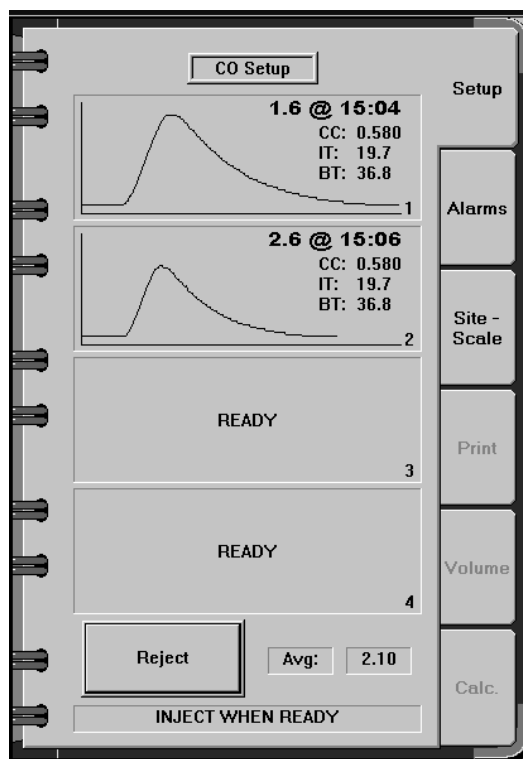 CO Setup
Setup
1.6 @ 15:04
CC: 0.580
IT: 19.7
BT: 36.8
1
Alarms
2.6 @ 15:06
CC: 0.580
IT: 19.7
BT: 36.8
2
Site -
Scale
READY
3
Print
READY
4
Volume
Reject
Avg: 2.10
Calc.
INJECT WHEN READY